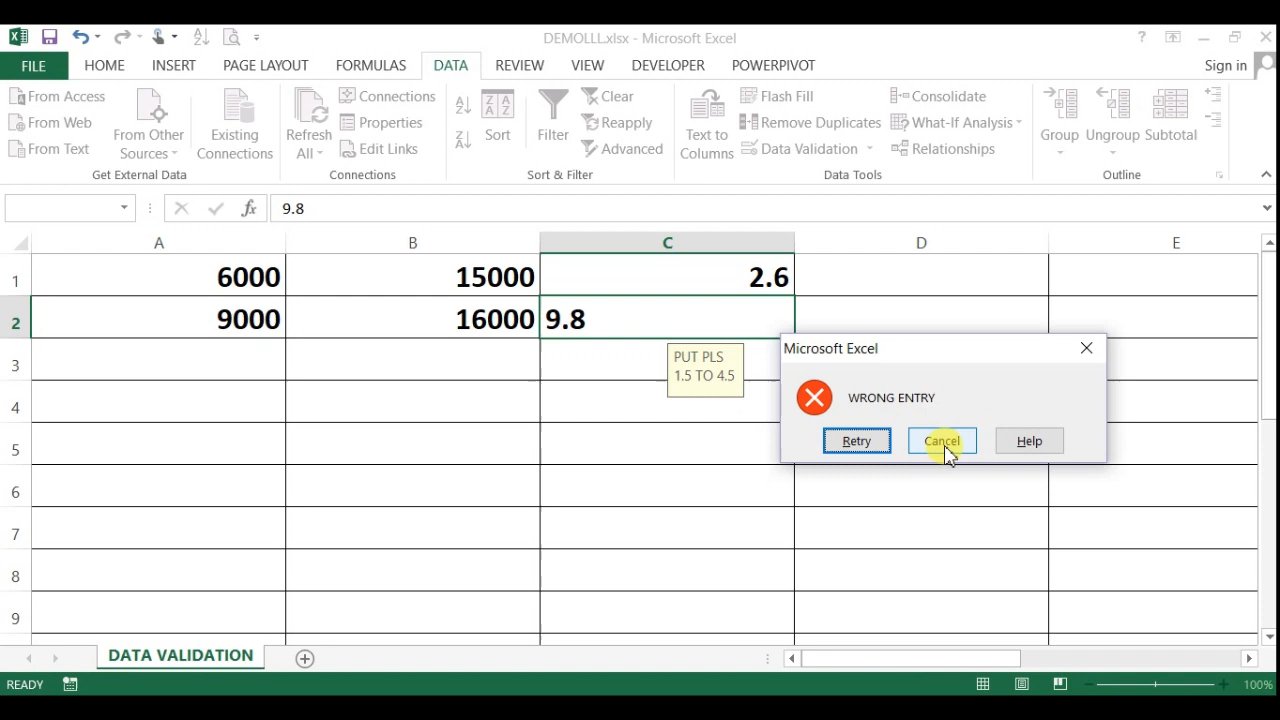 DEMOLLL.xlsx - Microsoft Excel
?
FILE HOME INSERT PAGE LAYOUT FORMULAS DATA REVIEW VIEW DEVELOPER POWERPIVOT Sign in
From Access
From Web
From Text
From Other
Sources
Existing
Connections
Get External Data
Refresh
All
Connections
Properties
Edit Links
Connections
Sort
Filter
Clear
Reapply
Advanced
Sort & Filter
Text to
Columns
Flash Fill
Remove Duplicates
Data Validation
Consolidate
What-If Analysis
Relationships
Data Tools
Group
Ungroup
Subtotal
Outline
fx 9.8
A B C D E
1 6000 15000 2.6
2 9000 16000 9.8
3
4
5
6
7
8
9
PUT PLS
1.5 TO 4.5
Microsoft Excel
WRONG ENTRY
Retry Cancel Help
DATA VALIDATION
READY 100%